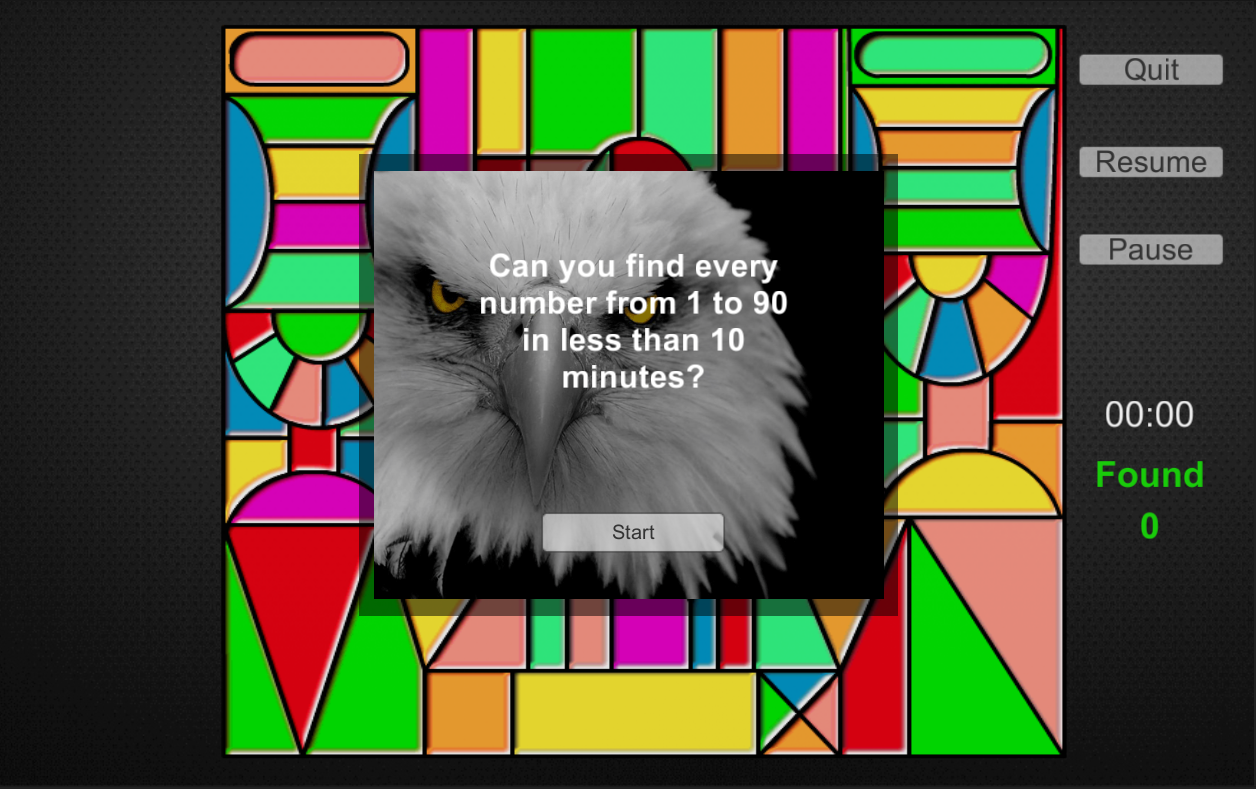 Quit
Resume
Pause
Can you find every
number from 1 to 90
in less than 10
minutes?
Start
00:00
Found
0